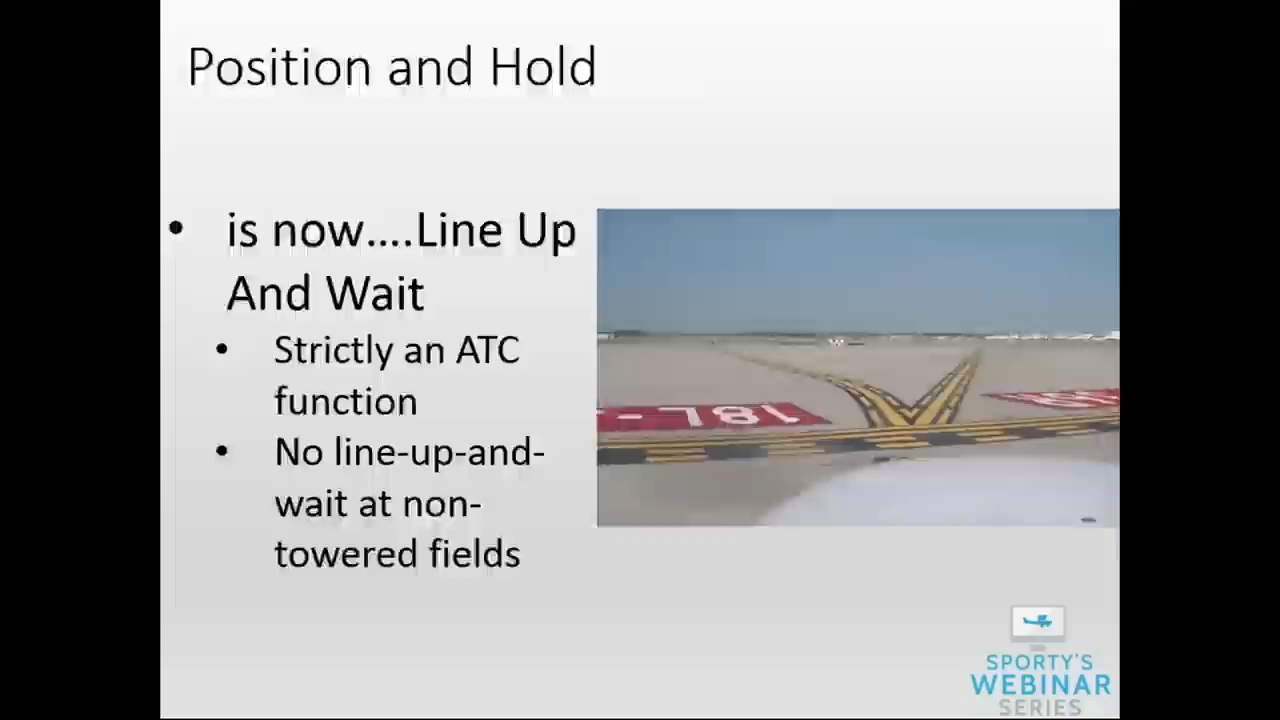 Position and Hold
• is now....Line Up
And Wait
• Strictly an ATC
function
• No line-up-and-
wait at non-
towered fields
18L-
SPORTY'S
WEBINAR
SERIES